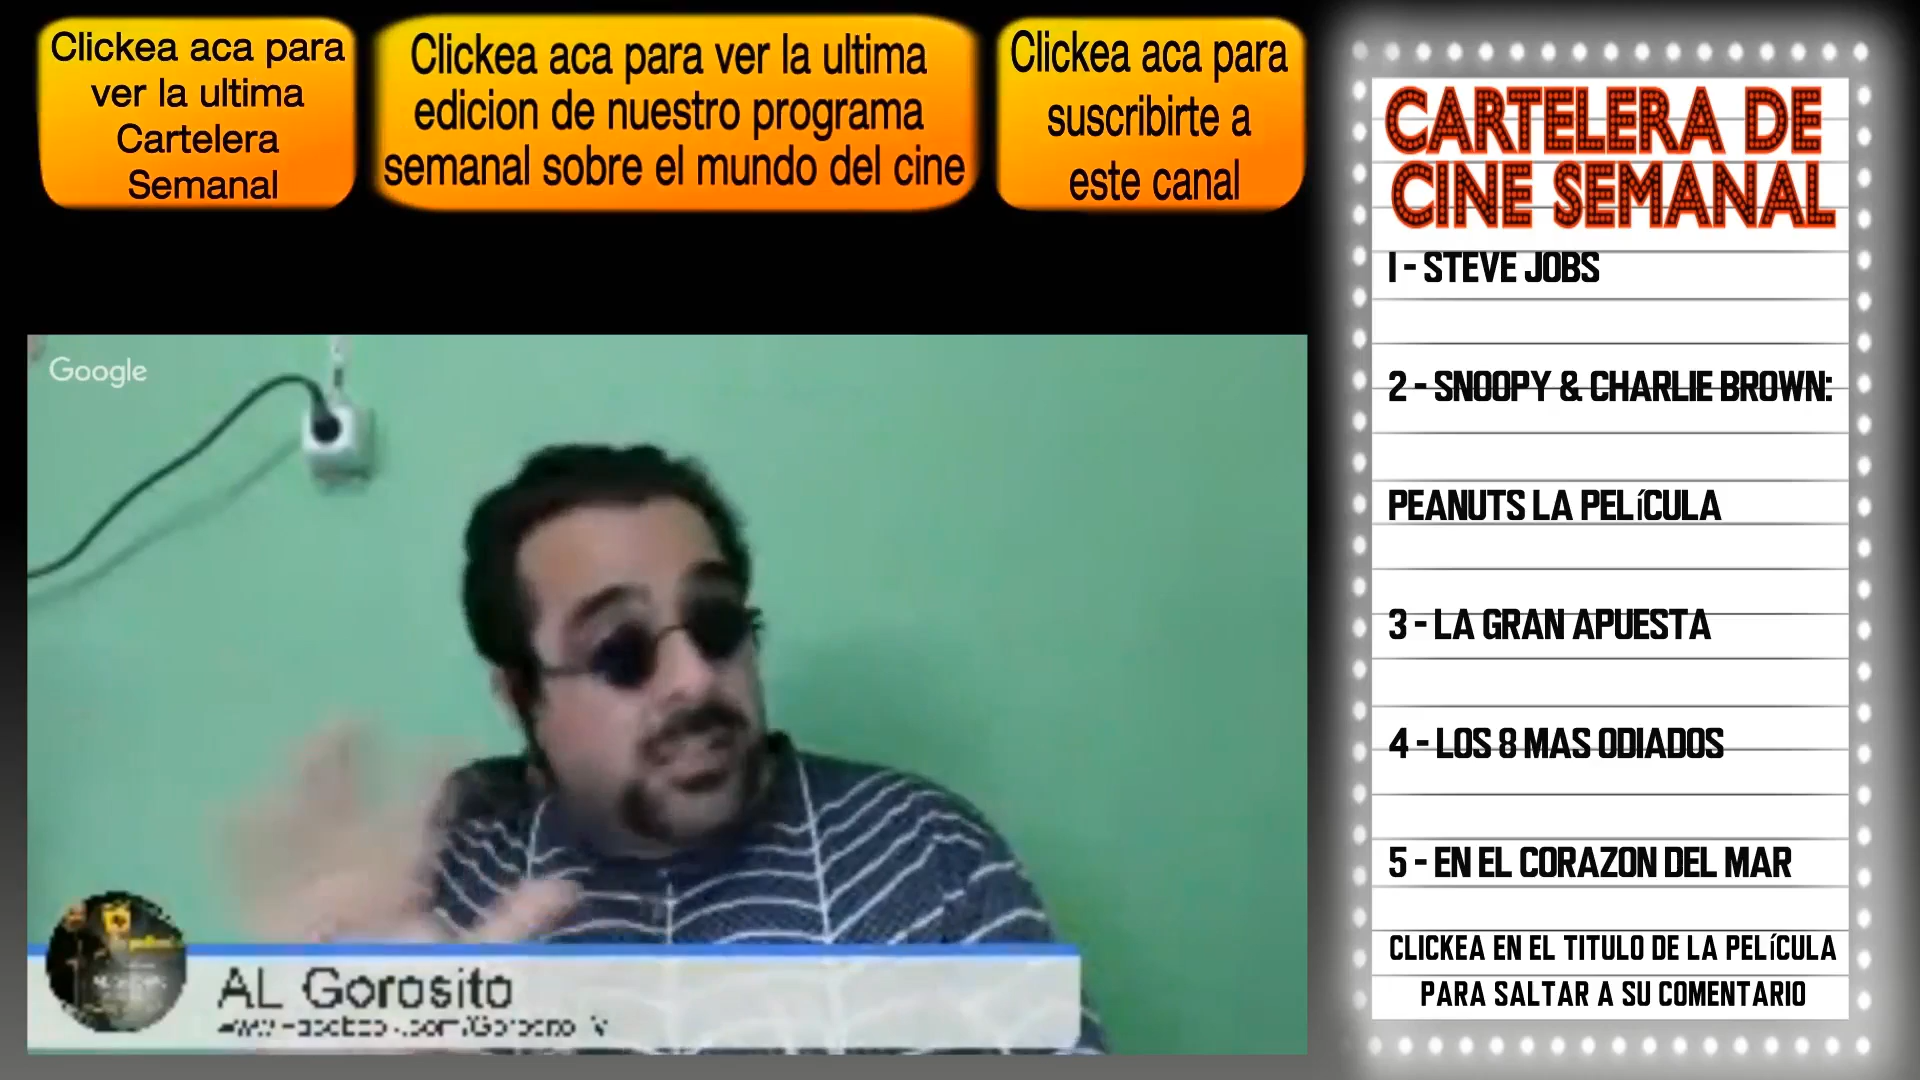 Clickea aca para
ver la ultima
Cartelera
Semanal
Clickea aca para ver la ultima
edicion de nuestro programa
semanal sobre el mundo del cine
Clickea aca para
suscribirte a
este canal
CARTELERA DE
CINE SEMANAL
1 - STEVE JOBS
2 - SNOOPY & CHARLIE BROWN:
PEANUTS LA PELÍCULA
3 - LA GRAN APUESTA
4 - LOS 8 MAS ODIADOS
5 - EN EL CORAZON DEL MAR
CLICKEA EN EL TITULO DE LA PELÍCULA
PARA SALTAR A SU COMENTARIO
Google
AL Gorosito